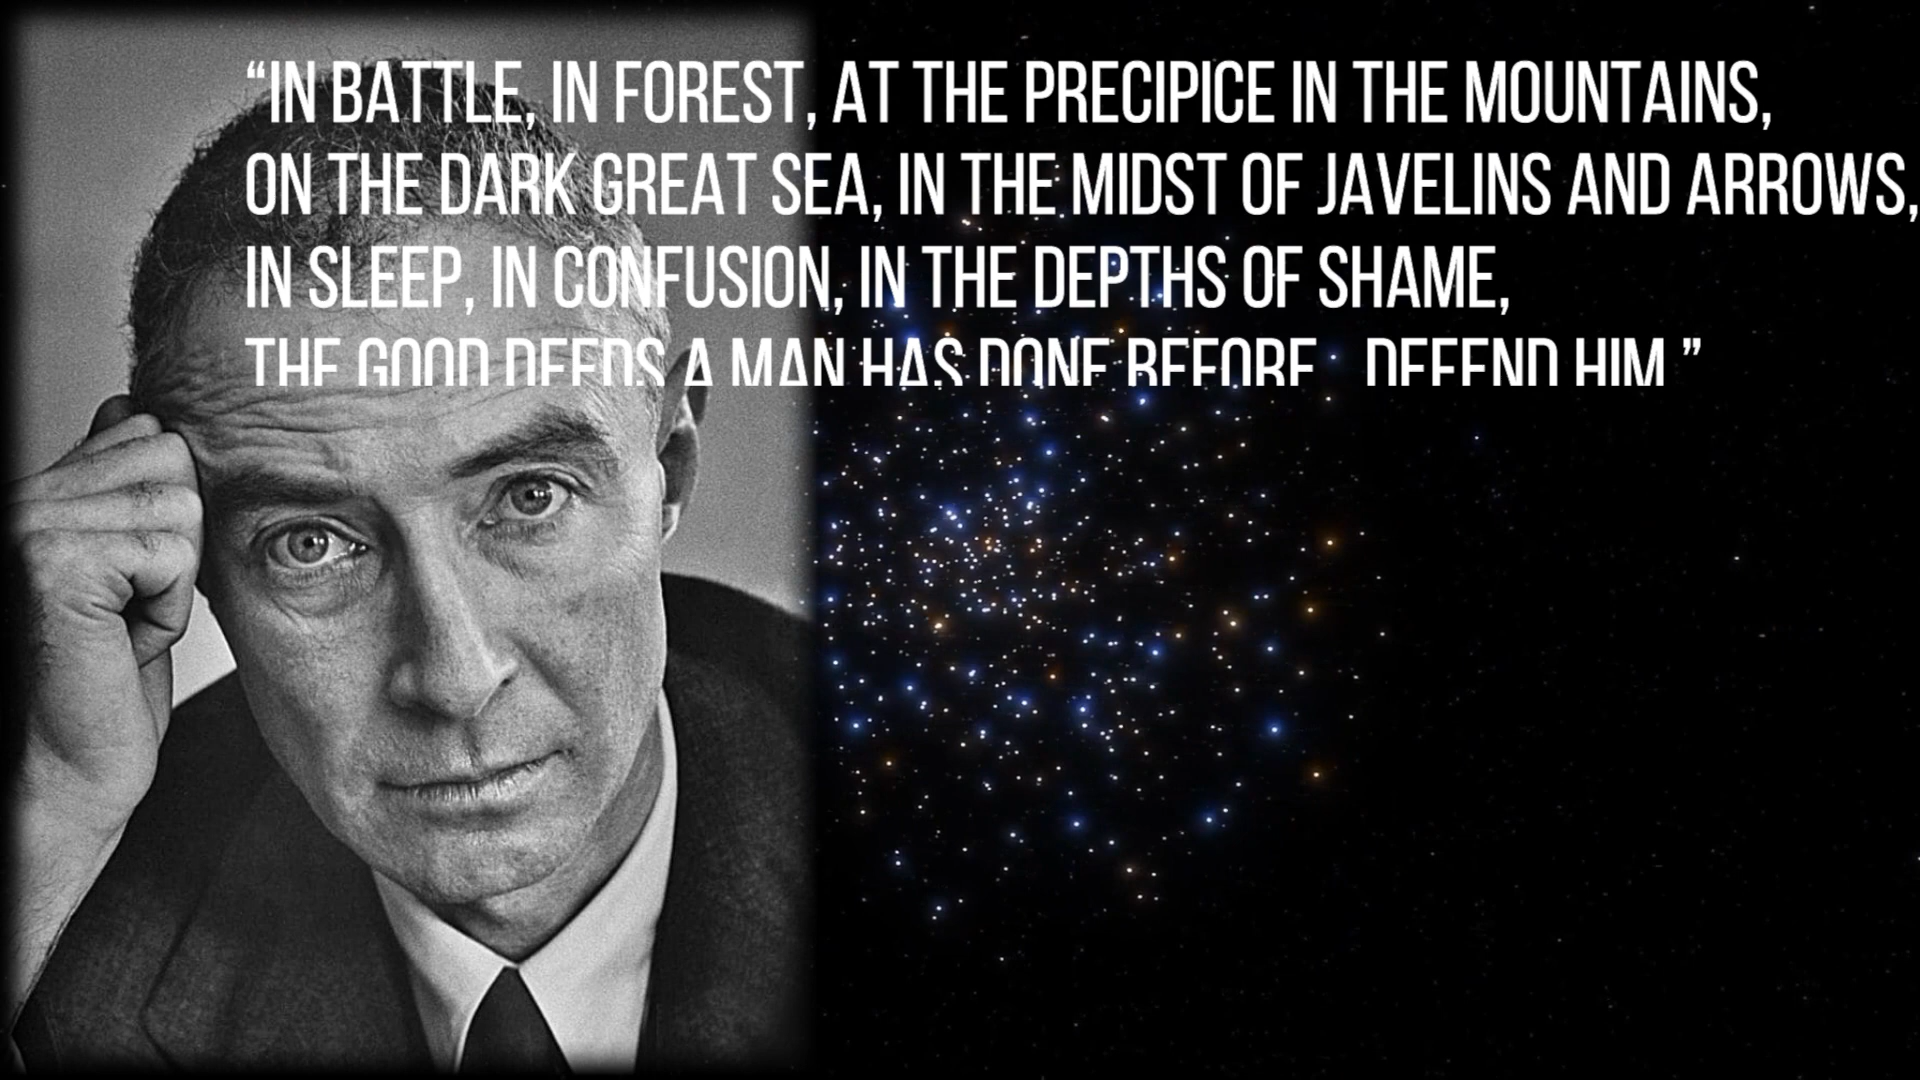 “IN BATTLE, IN FOREST, AT THE PRECIPICE IN THE MOUNTAINS,
ON THE DARK GREAT SEA, IN THE MIDST OF JAVELINS AND ARROWS,
IN SLEEP, IN CONFUSION, IN THE DEPTHS OF SHAME,
THE GOOD DEEDS A MAN HAS DONE BEFORE DEFEND HIM”